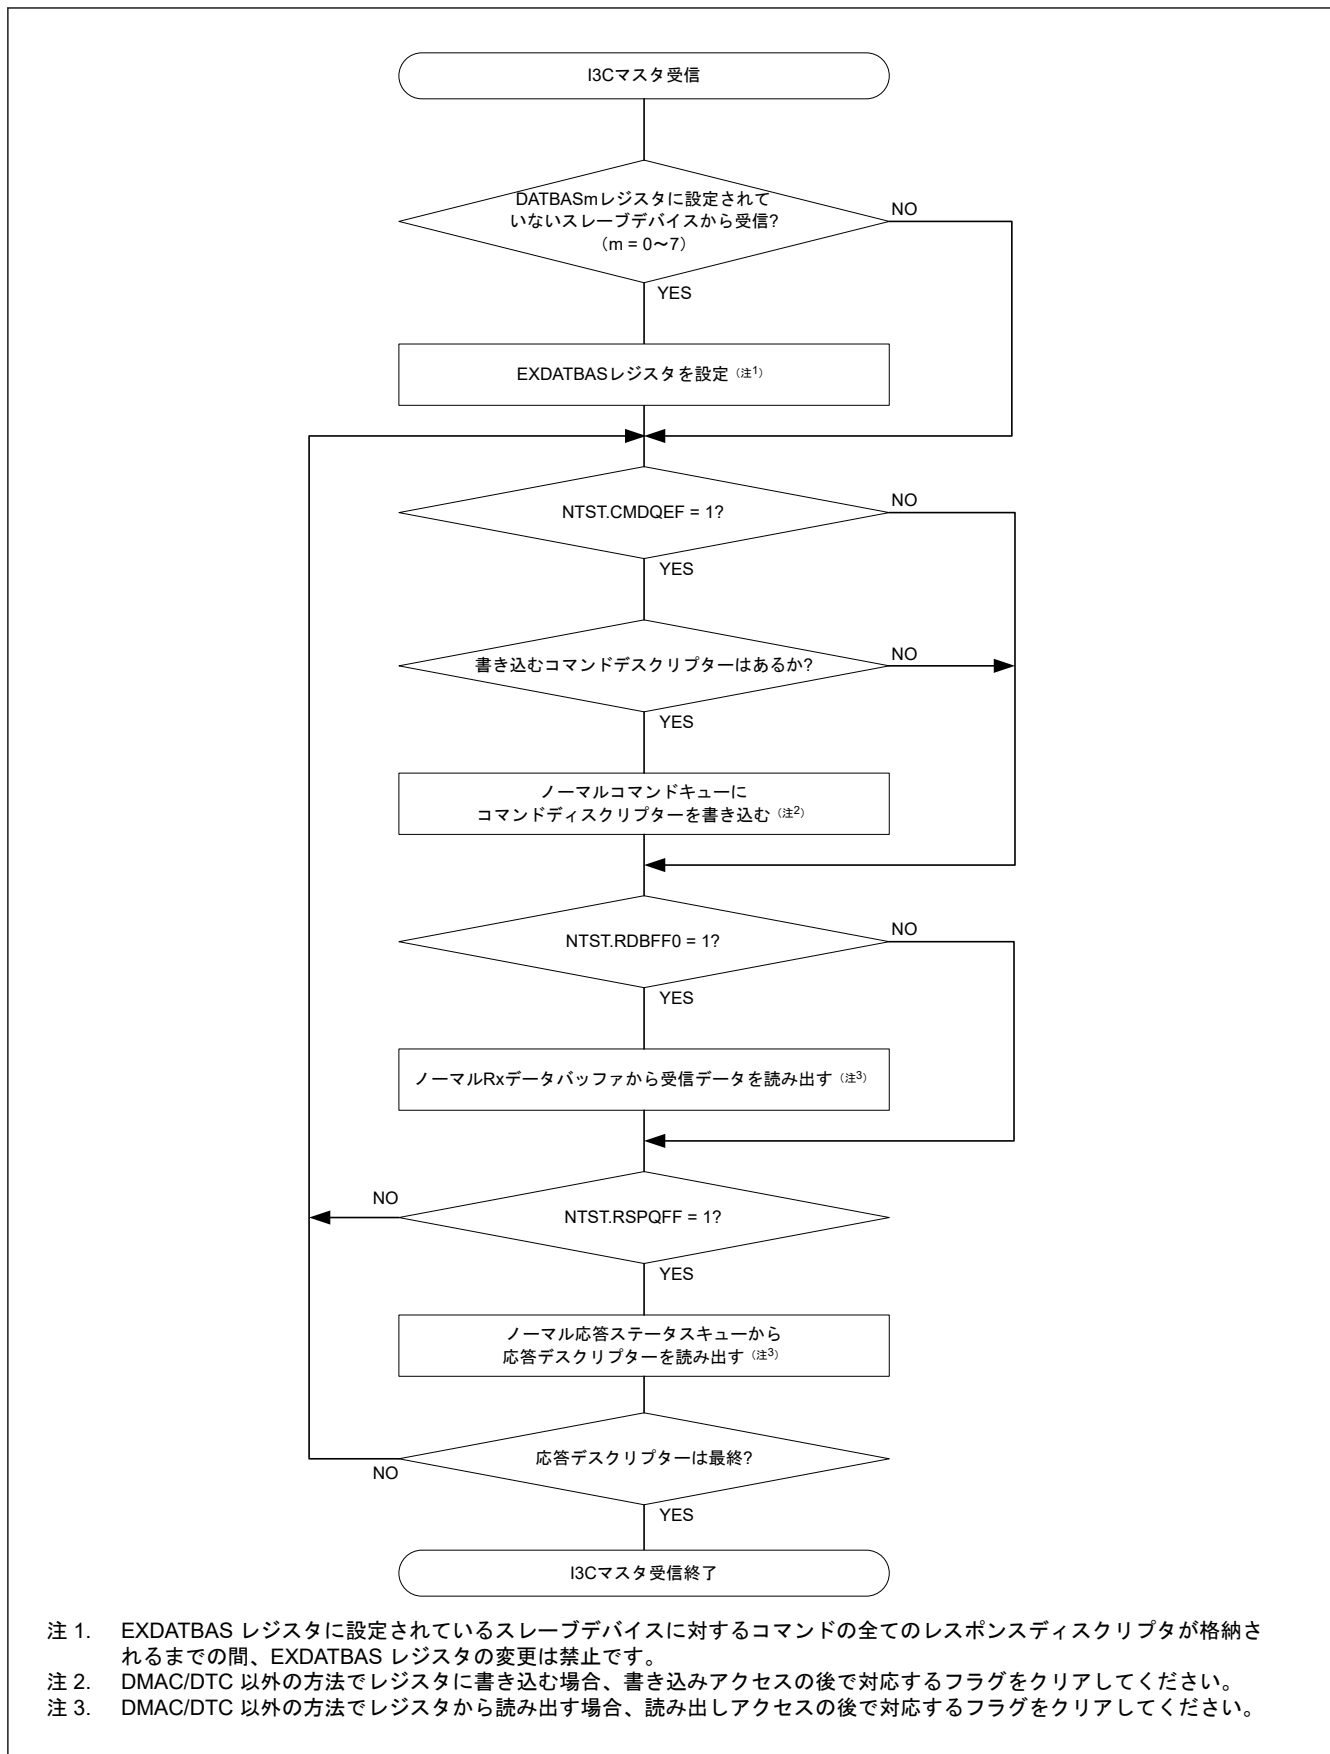 I3Cマスタ受信
DATBASmレジスタに設定されて
いないスレーブデバイスから受信?
（m = 0～7）
NO
YES
EXDATBASレジスタを設定（注1）
NTST.CMDQEF = 1?
NO
YES
書き込むコマンドデスクリプターはあるか?
NO
YES
ノーマルコマンドキューに
コマンドディスクリプターを書き込む（注2）
NTST.RDBFF0 = 1?
NO
YES
ノーマルRxデータバッファから受信データを読み出す（注3）
NO
NTST.RSPQFF = 1?
YES
ノーマル応答ステータスキューから
応答デスクリプターを読み出す（注3）
応答デスクリプターは最終?
NO
YES
I3Cマスタ受信終了
注 1. EXDATBAS レジスタに設定されているスレーブデバイスに対するコマンドの全てのレスポンスディスクリプタが格納さ
れるまでの間、EXDATBAS レジスタの変更は禁止です。
注 2. DMAC/DTC 以外の方法でレジスタに書き込む場合、書き込みアクセスの後で対応するフラグをクリアしてください。
注 3. DMAC/DTC 以外の方法でレジスタから読み出す場合、読み出しアクセスの後で対応するフラグをクリアしてください。